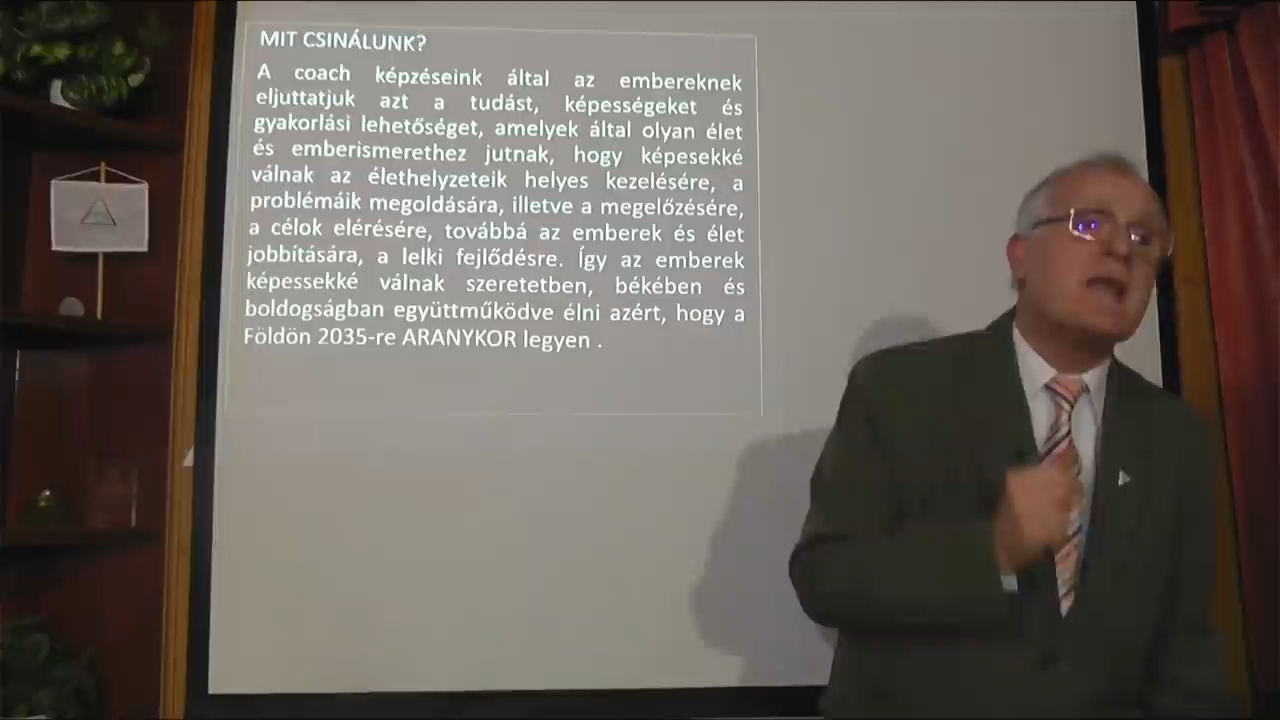 MIT CSINÁLUNK?
A coach képzéseink által az embereknek
eljuttatjuk azt a tudást, képességeket és
gyakorlási lehetőséget, amelyek által olyan élet
és emberismerethez jutnak, hogy képesekké
válnak az élethelyzeteik helyes kezelésére, a
problémáik megoldására, illetve a megelőzésére,
a célok elérésére, továbbá az emberek és élet
jobbítására, a lelki fejlődésre. Így az emberek
képessekké válnak szeretetben, békében és
boldogságban együttműködve élni azért, hogy a
Földön 2035-re ARANYKOR legyen .